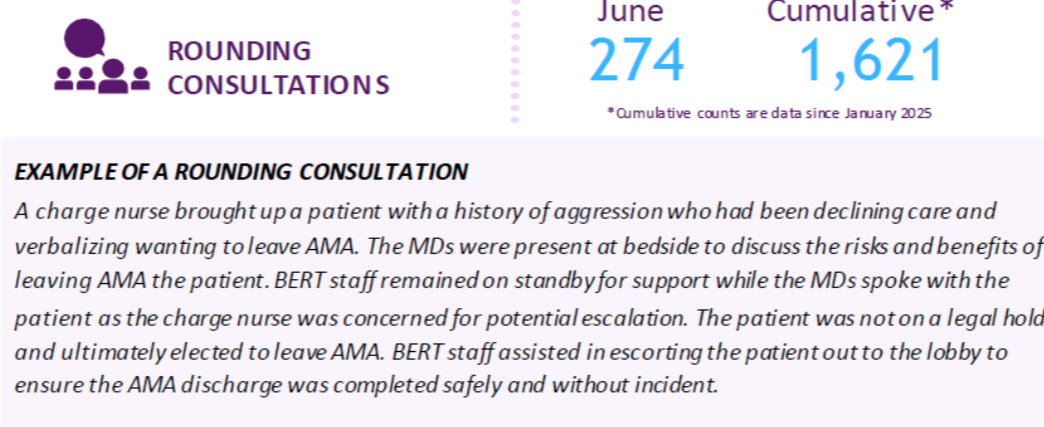 June Cumulative*
ROUNDING
CONSULTATIONS
274 1,621
*Cumulative counts are data since January 2025
EXAMPLE OF A ROUNDING CONSULTATION
A charge nurse brought up a patient with a history of aggression who had been declining care and
verbalizing wanting to leave AMA. The MDs were present at bedside to discuss the risks and benefits of
leaving AMA the patient. BERT staff remained on standby for support while the MDs spoke with the
patient as the charge nurse was concerned for potential escalation. The patient was not on a legal hold
and ultimately elected to leave AMA. BERT staff assisted in escorting the patient out to the lobby to
ensure the AMA discharge was completed safely and without incident.